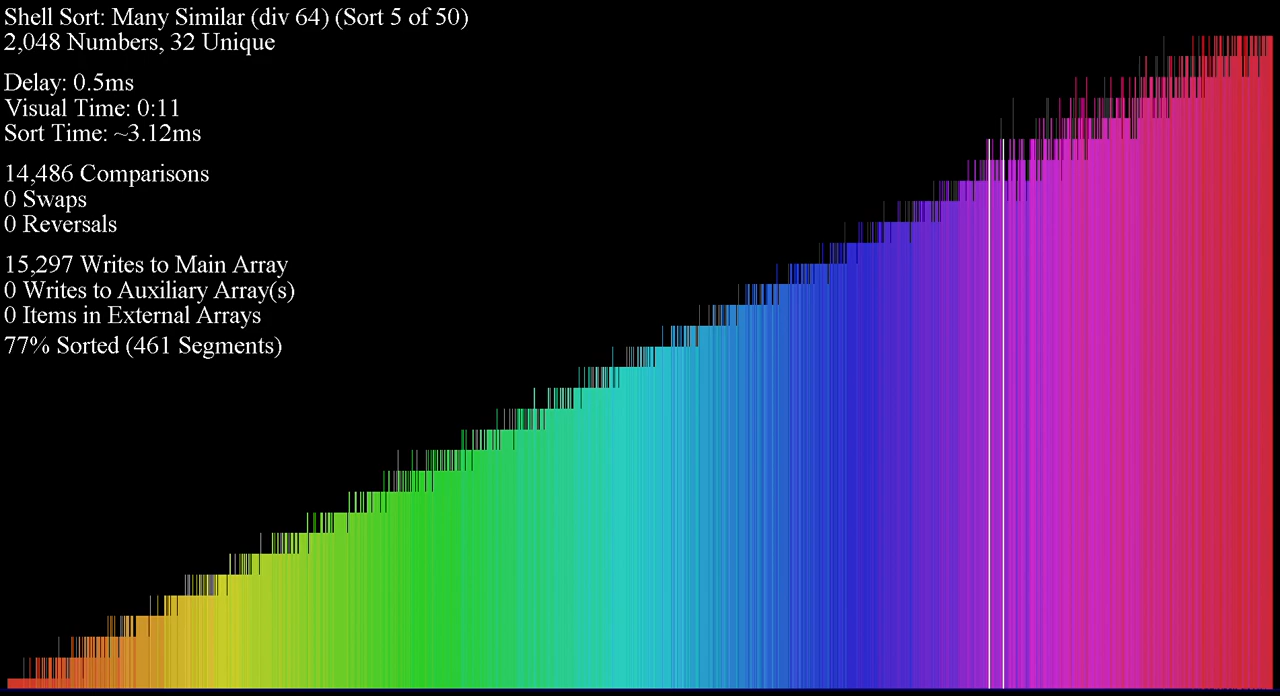 Shell Sort: Many Similar (div 64) (Sort 5 of 50)
2,048 Numbers, 32 Unique
Delay: 0.5ms
Visual Time: 0:11
Sort Time: ~3.12ms
14,486 Comparisons
0 Swaps
0 Reversals
15,297 Writes to Main Array
0 Writes to Auxiliary Array(s)
0 Items in External Arrays
77% Sorted (461 Segments)